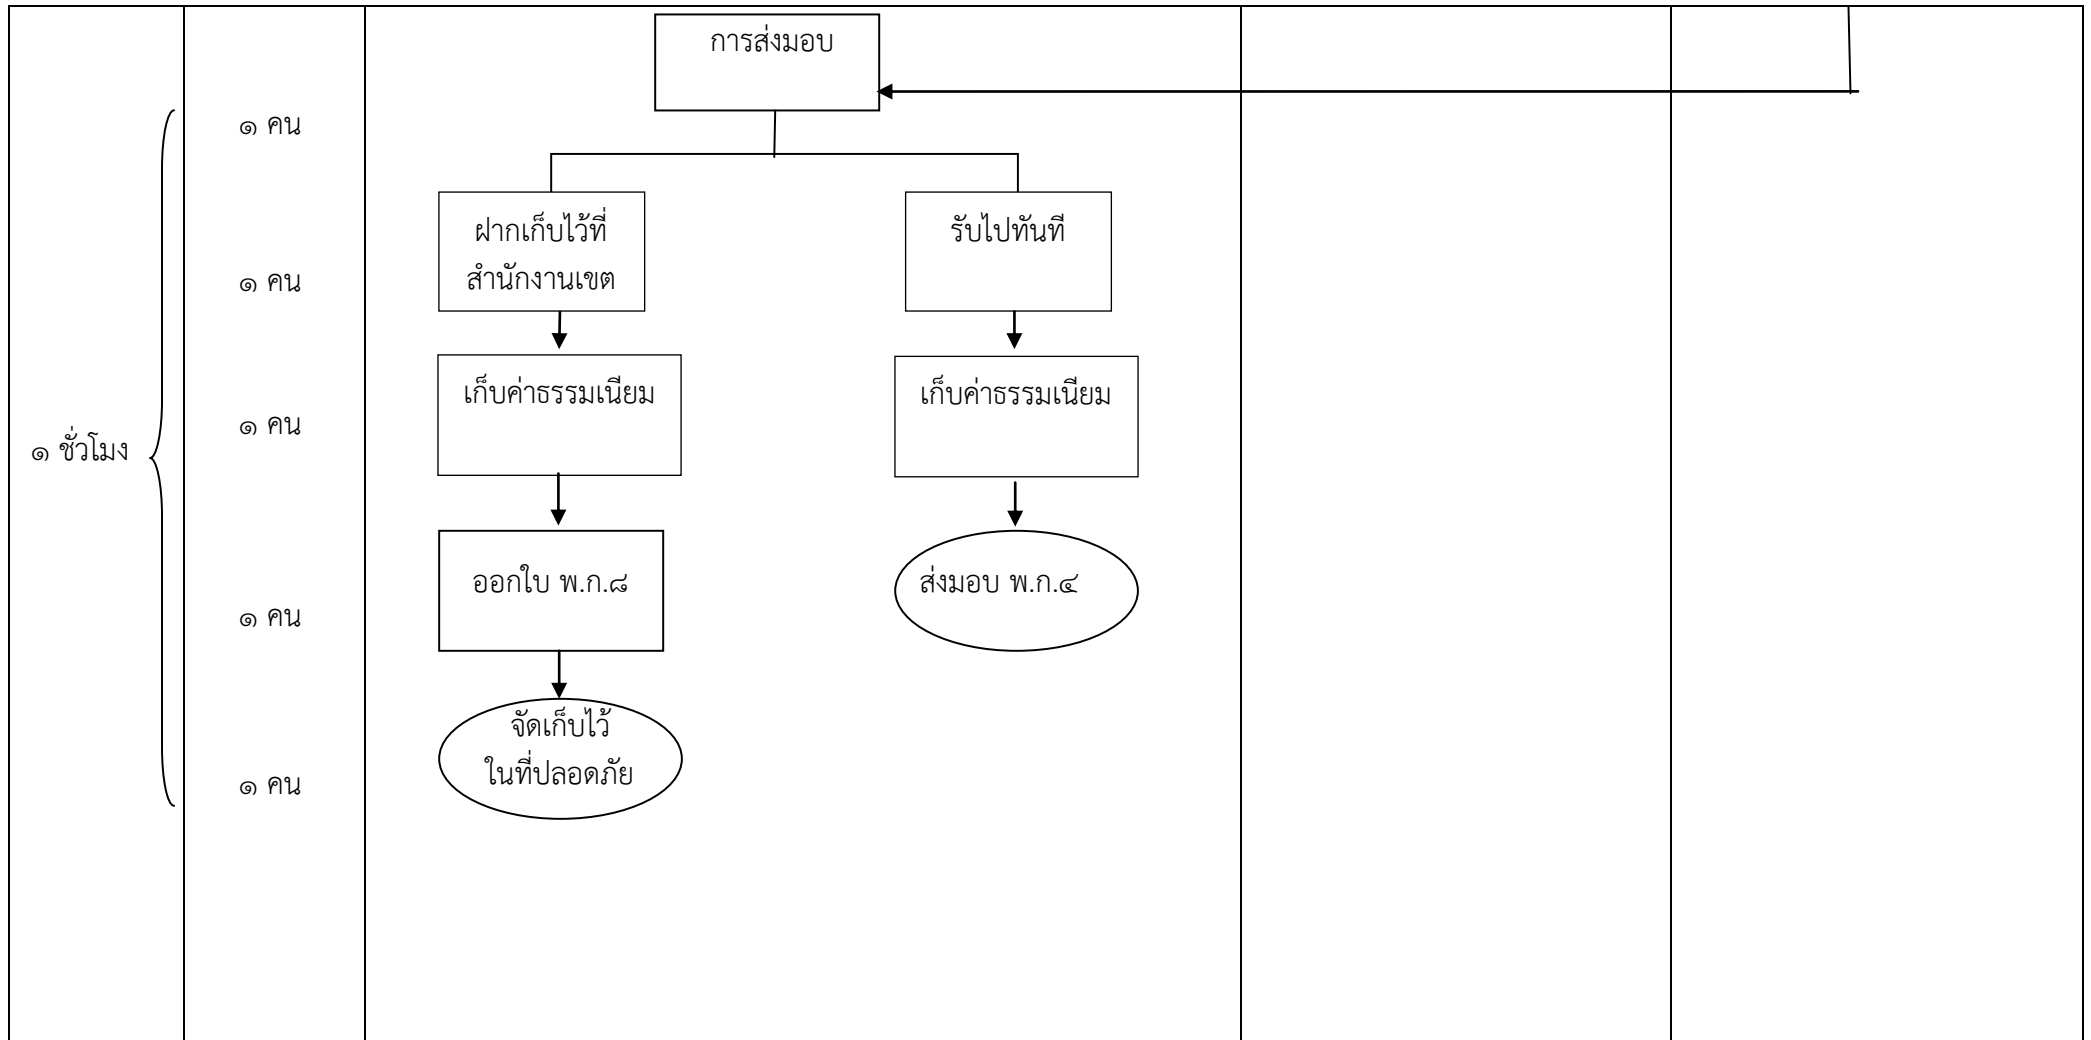 การส่งมอบ
๑ คน
ฝากเก็บไว้ที่
สำนักงานเขต
รับไปทันที
๑ คน
เก็บค่าธรรมเนียม
เก็บค่าธรรมเนียม
๑ คน
๑ ชั่วโมง
ออกใบ พ.ก.๘
ส่งมอบ พ.ก.๔
๑ คน
จัดเก็บไว้
ในที่ปลอดภัย
๑ คน